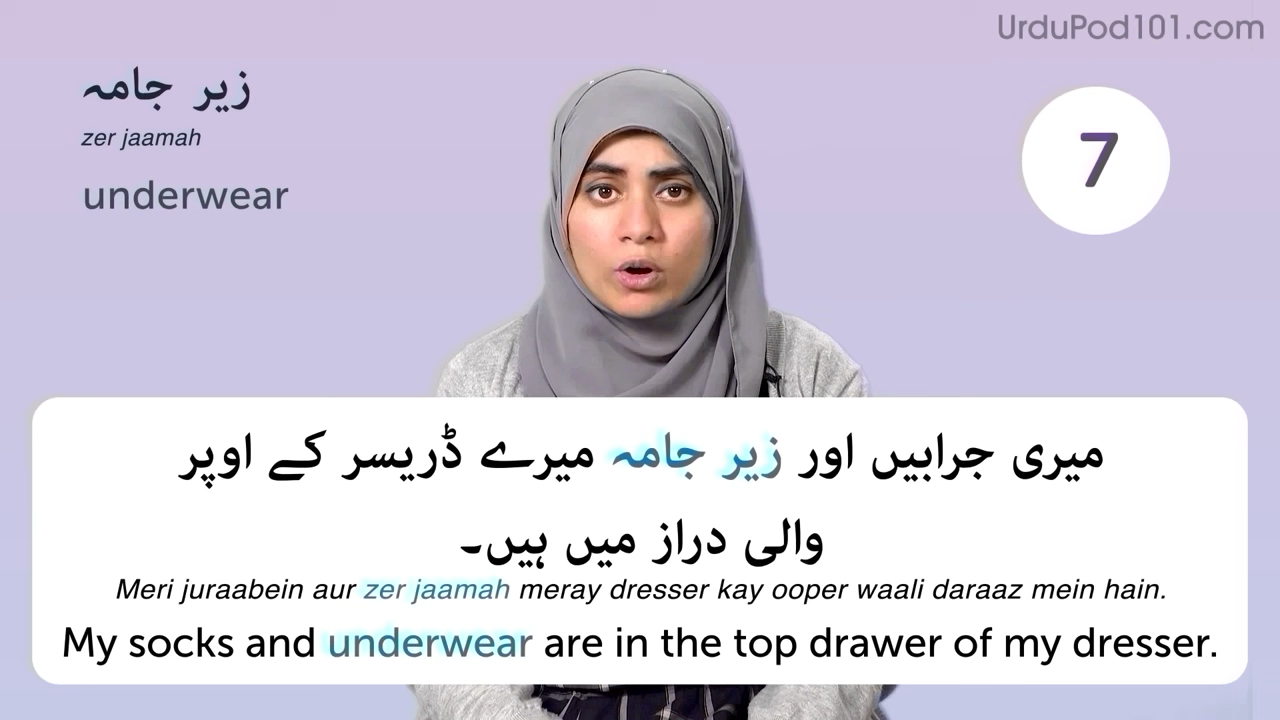 UrduPod101.com
زیر جامہ
zer jaamah
underwear
7
میری جرابیں اور زیر جامہ میرے ڈریسر کے اوپر
والی دراز میں ہیں۔
Meri juraabein aur zer jaamah meray dresser kay ooper waali daraaz mein hain.
My socks and underwear are in the top drawer of my dresser.